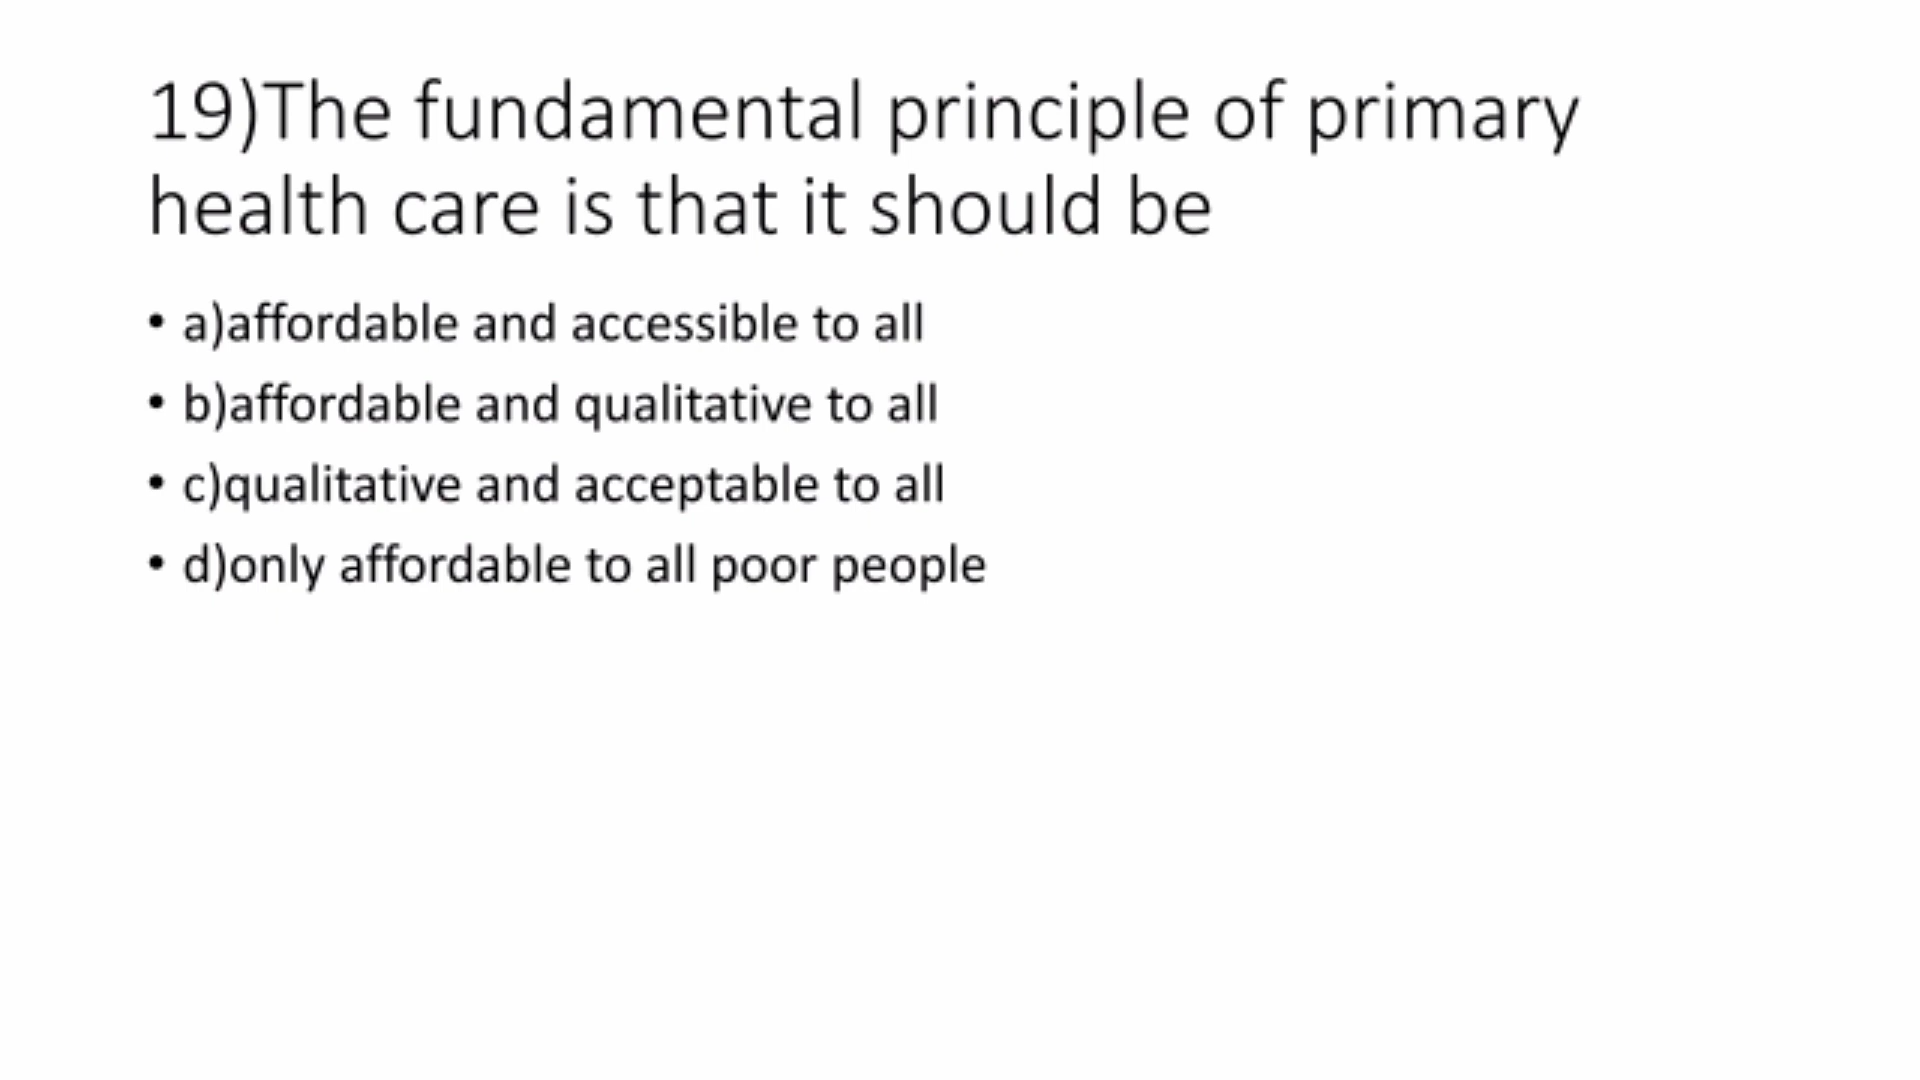 19)The fundamental principle of primary
health care is that it should be
• a)affordable and accessible to all
• b)affordable and qualitative to all
• c)qualitative and acceptable to all
• d)only affordable to all poor people